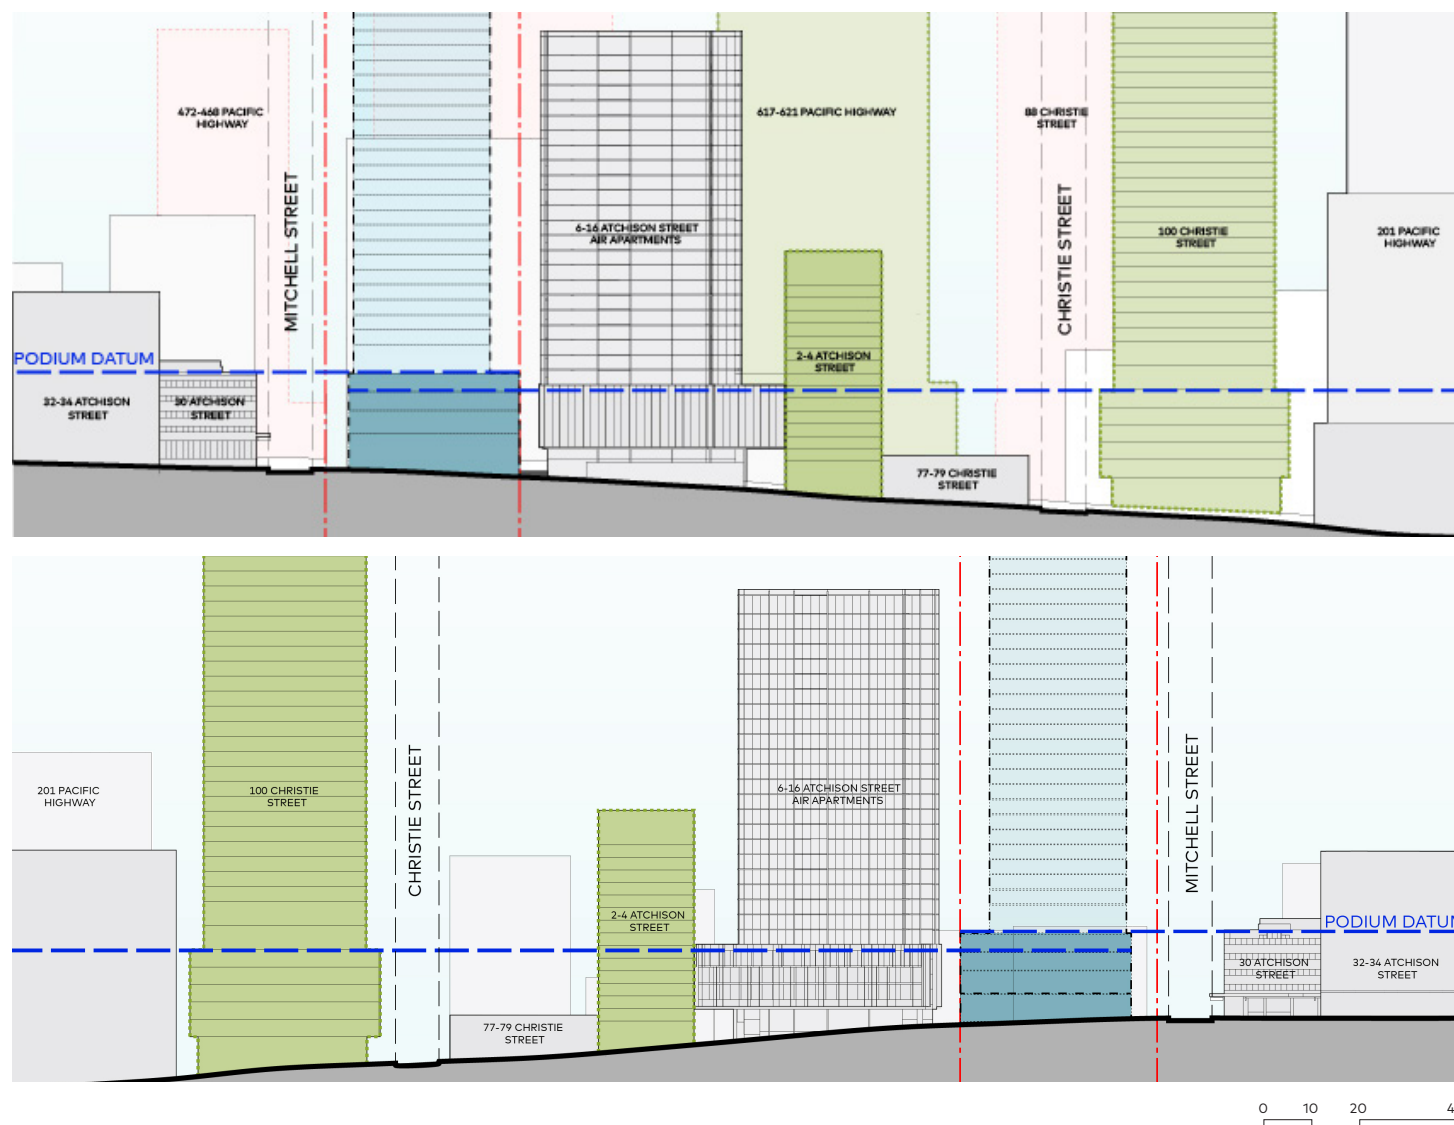 472-468 PACIFIC
HIGHWAY
617-621 PACIFIC HIGHWAY
88 CHRISTIE
STREET
MITCHELL STREET
CHRISTIE STREET
6-16 ATCHISON STREET
AIR APARTMENTS
100 CHRISTIE
STREET
201 PACIFIC
HIGHWAY
PODIUM DATUM
2-4 ATCHISON
STREET
32-34 ATCHISON
STREET
30 ATCHISON
STREET
77-79 CHRISTIE
STREET
201 PACIFIC
HIGHWAY
100 CHRISTIE
STREET
CHRISTIE STREET
6-16 ATCHISON STREET
AIR APARTMENTS
MITCHELL STREET
2-4 ATCHISON
STREET
PODIUM DATUM
30 ATCHISON
STREET
32-34 ATCHISON
STREET
77-79 CHRISTIE
STREET
0 10 20 4